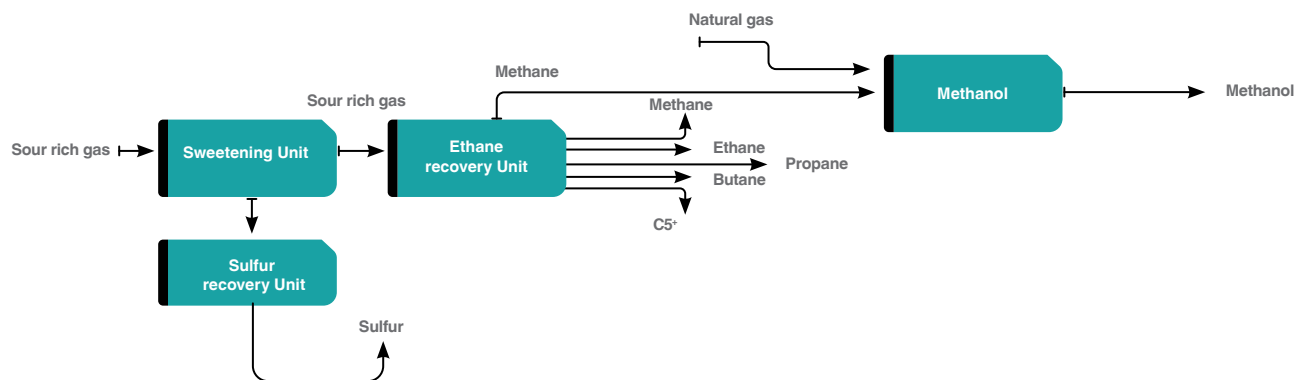 Natural gas
Methane
Methanol
Methanol
Sour rich gas
Methane
Sour rich gas
Sweetening Unit
Ethane
recovery Unit
Ethane
Propane
Butane
C5+
Sulfur
recovery Unit
Sulfur